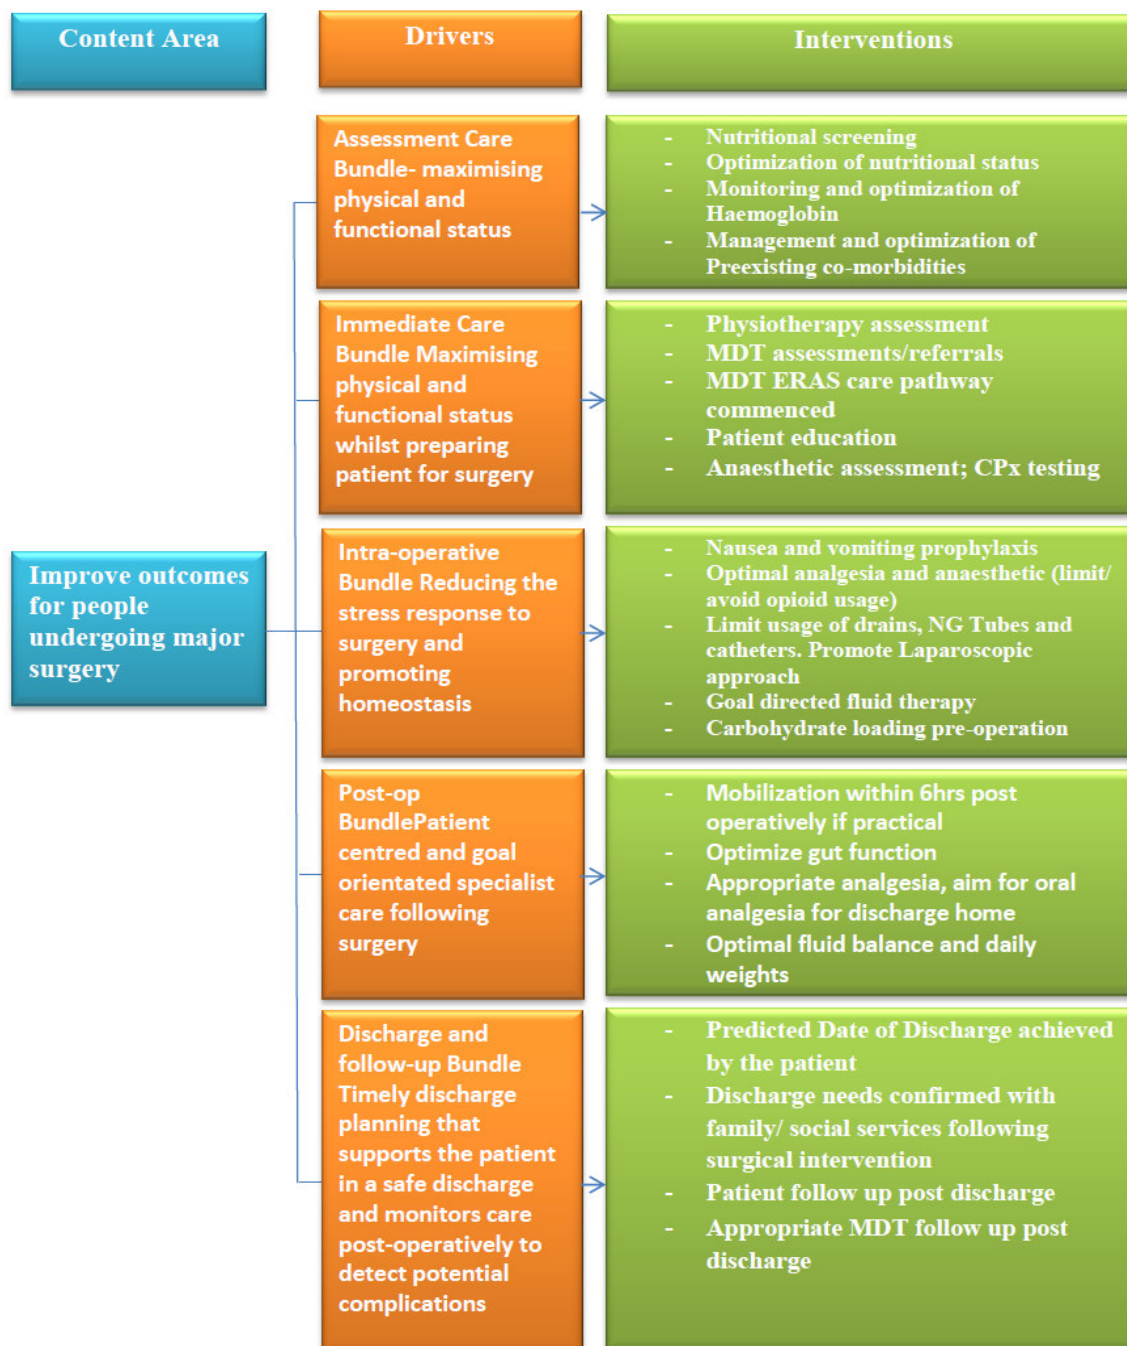 Content Area
Drivers
Interventions
Improve outcomes
for people
undergoing major
surgery
Assessment Care
Bundle- maximising
physical and
functional status
- Nutritional screening
- Optimization of nutritional status
- Monitoring and optimization of
Haemoglobin
- Management and optimization of
Preexisting co-morbidities
Immediate Care
Bundle Maximising
physical and
functional status
whilst preparing
patient for surgery
- Physiotherapy assessment
- MDT assessments/referrals
- MDT ERAS care pathway
commenced
- Patient education
- Anaesthetic assessment; CPx testing
Intra-operative
Bundle Reducing the
stress response to
surgery and
promoting
homeostasis
- Nausea and vomiting prophylaxis
- Optimal analgesia and anaesthetic (limit/
avoid opioid usage)
- Limit usage of drains, NG Tubes and
catheters. Promote Laparoscopic
approach
- Goal directed fluid therapy
- Carbohydrate loading pre-operation
Post-op
BundlePatient
centred and goal
orientated specialist
care following
surgery
- Mobilization within 6hrs post
operatively if practical
- Optimize gut function
- Appropriate analgesia, aim for oral
analgesia for discharge home
- Optimal fluid balance and daily
weights
Discharge and
follow-up Bundle
Timely discharge
planning that
supports the patient
in a safe discharge
and monitors care
post-operatively to
detect potential
complications
- Predicted Date of Discharge achieved
by the patient
- Discharge needs confirmed with
family/ social services following
surgical intervention
- Patient follow up post discharge
- Appropriate MDT follow up post
discharge